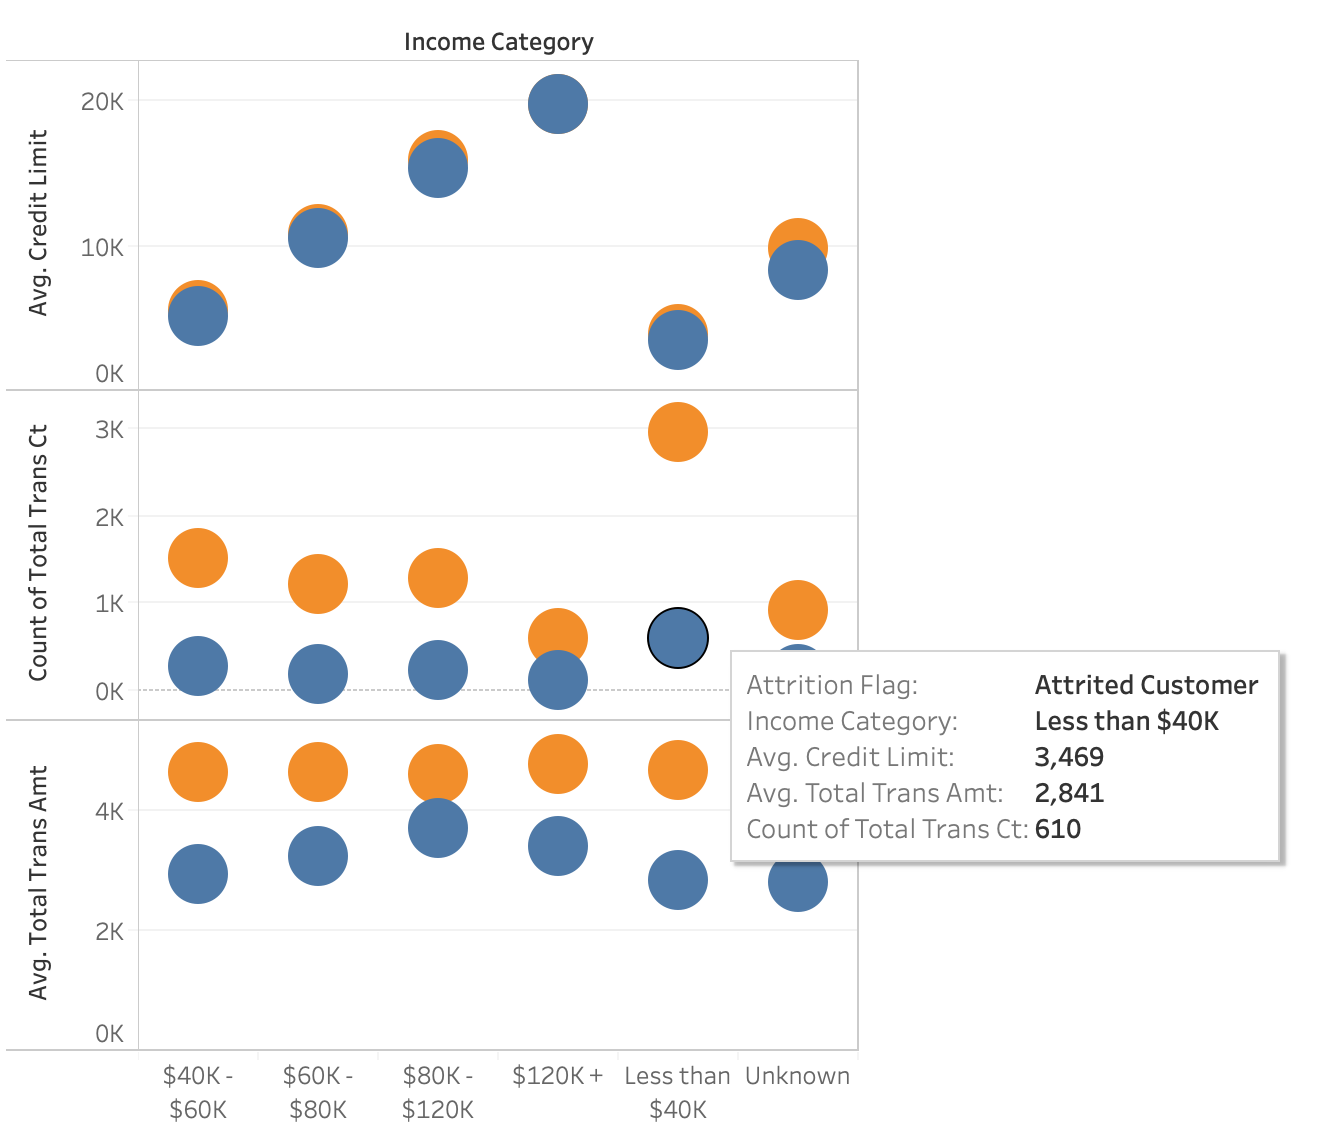 Income Category
Avg. Credit Limit
20K
10K
0K
Count of Total Trans Ct
3K
2K
1K
0K
Avg. Total Trans Amt
4K
2K
0K
Attrition Flag: Attrited Customer
Income Category: Less than $40K
Avg. Credit Limit: 3,469
Avg. Total Trans Amt: 2,841
Count of Total Trans Ct: 610
$40K -
$60K
$60K -
$80K
$80K -
$120K
$120K +
Less than
$40K
Unknown